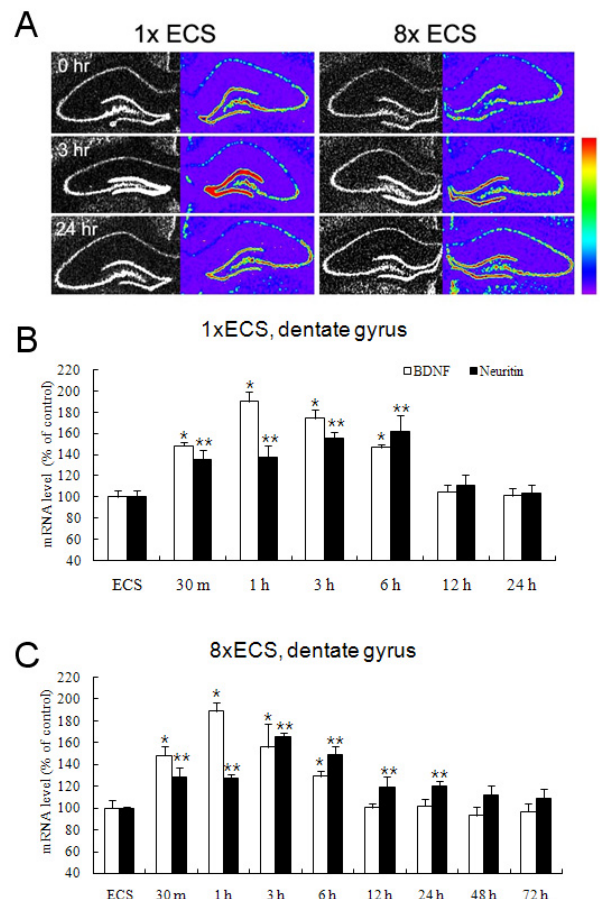 A
1x ECS 8x ECS
0 hr
3 hr
24 hr
B
1xECS, dentate gyrus
BDNF Neuritin
mRNA level (% of control)
220
200
180
160
140
120
100
80
60
40
* ** * ** * ** * **
ECS 30 m 1 h 3 h 6 h 12 h 24 h
C
8xECS, dentate gyrus
mRNA level (% of control)
220
200
180
160
140
120
100
80
60
40
* ** * ** * ** * ** ** **
ECS 30 m 1 h 3 h 6 h 12 h 24 h 48 h 72 h